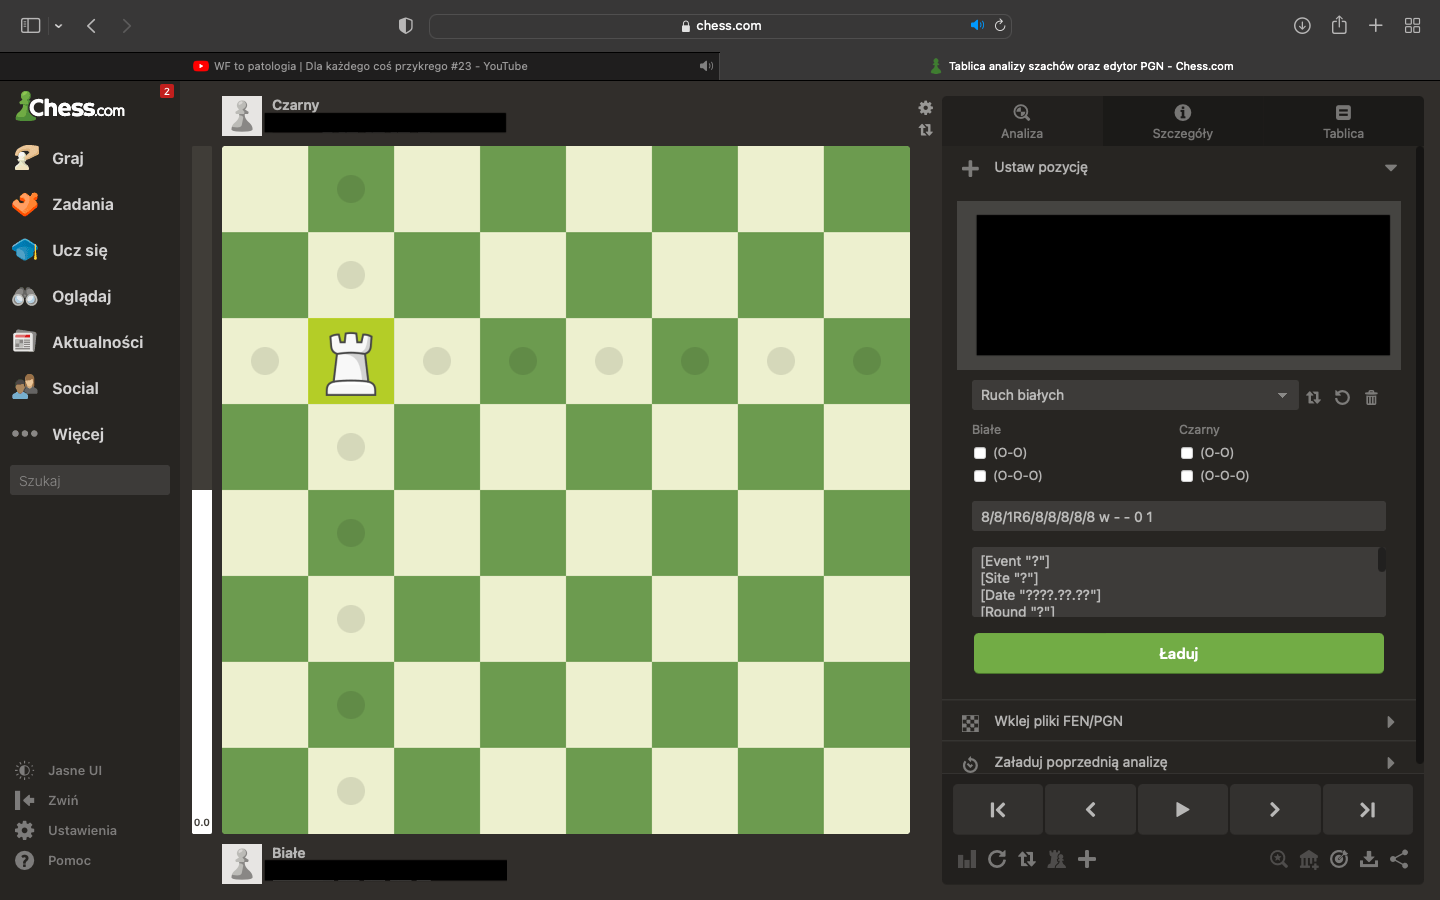 chess.com
WF to patologia | Dla każdego coś przykrego #23 - YouTube
Tablica analizy szachów oraz edytor PGN - Chess.com
Chess.com
2
Graj
Zadania
Ucz się
Oglądaj
Aktualności
Social
Więcej
Szukaj
Jasne UI
Zwiń
Ustawienia
Pomoc
Czarny
0.0
Białe
Analiza
Szczegóły
Tablica
Ustaw pozycję
Ruch białych
Białe
Czarny
(O-O)
(O-O)
(O-O-O)
(O-O-O)
8/8/1R6/8/8/8/8/8 w - - 0 1
[Event "?"]
[Site "?"]
[Date "????.??.??"]
[Round "?"]
Ładuj
Wklej pliki FEN/PGN
Załaduj poprzednią analizę